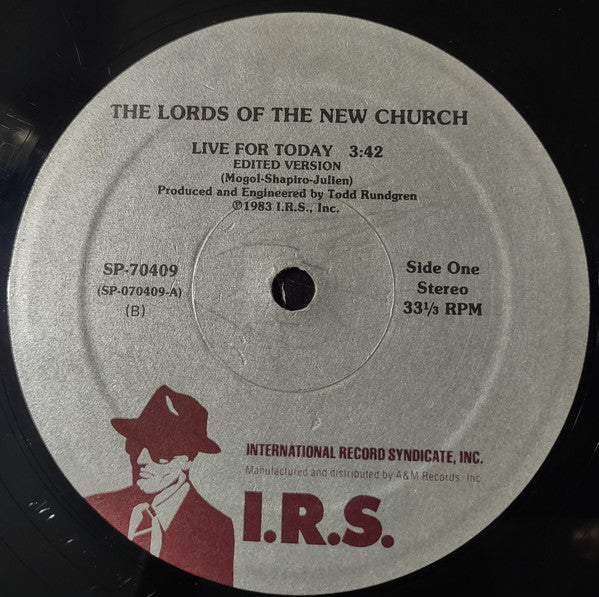 THE LORDS OF THE NEW CHURCH
LIVE FOR TODAY 3:42
EDITED VERSION
(Mogol-Shapiro-Julien)
Produced and Engineered by Todd Rundgren
℗1983 I.R.S., Inc.
SP-70409
(SP-070409-A)
(B)
Side One
Stereo
33⅓ RPM
INTERNATIONAL RECORD SYNDICATE, INC.
Manufactured and distributed by A&M Records, Inc.
I.R.S.